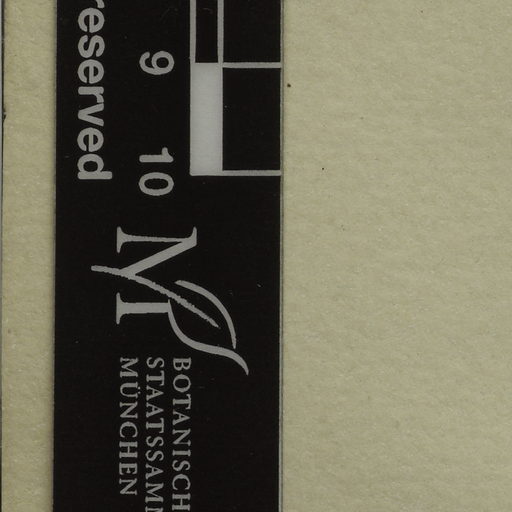 9 10
reserved
BOTANISCH
STAATSSAMM
MÜNCHEN